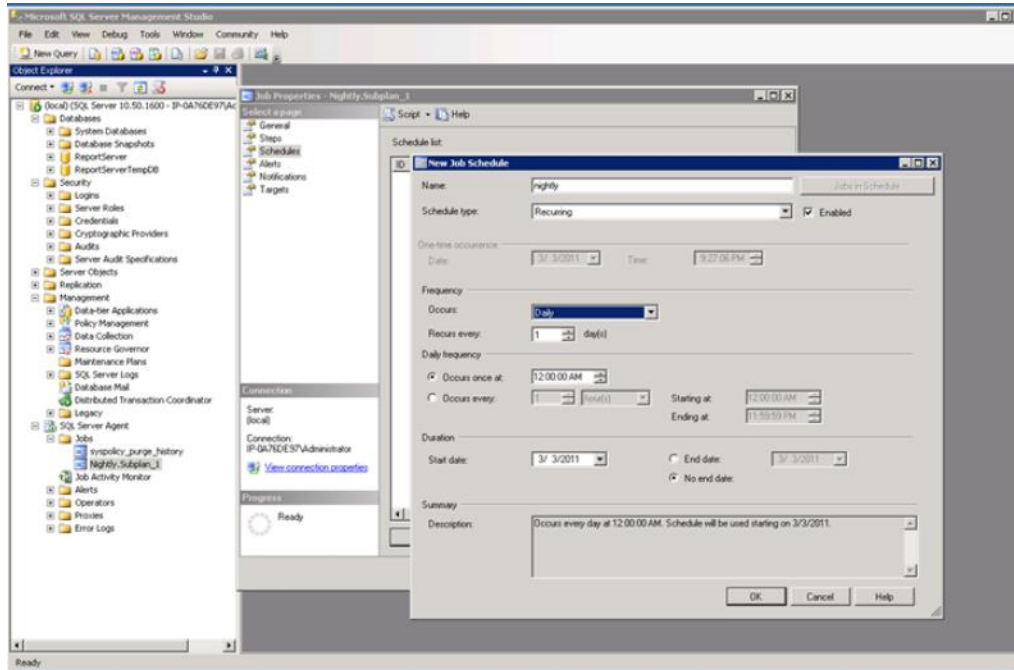 Microsoft SQL Server Management Studio
File Edit View Debug Tools Window Community Help
New Query
Object Explorer
Connect
(local) (SQL Server 10.50.1600 - IP-0A76DE97\Ac
Databases
System Databases
Database Snapshots
ReportServer
ReportServerTempDB
Security
Logins
Server Roles
Credentials
Cryptographic Providers
Audits
Server Audit Specifications
Server Objects
Replication
Management
Data-tier Applications
Policy Management
Data Collection
Resource Governor
Maintenance Plans
SQL Server Logs
Database Mail
Distributed Transaction Coordinator
Legacy
SQL Server Agent
Jobs
syspolicy_purge_history
Nightly.Subplan_1
Job Activity Monitor
Alerts
Operators
Proxies
Error Logs
Job Properties - Nightly.Subplan_1
Select a page
General
Steps
Schedules
Alerts
Notifications
Targets
Connection
Server:
(local)
Connection:
IP-0A76DE97\Administrator
View connection properties
Progress
Ready
Script Help
Schedule list:
ID
New Job Schedule
Name: nightly Jobs in Schedule
Schedule type: Recurring Enabled
One-time occurrence
Date: 3/ 3/2011 Time: 9:27:06 PM
Frequency
Occurs: Daily
Recurs every: 1 day(s)
Daily frequency
Occurs once at: 12:00:00 AM
Occurs every: 1 hour(s) Starting at: 12:00:00 AM
Ending at: 11:59:59 PM
Duration
Start date: 3/ 3/2011 End date: 3/ 3/2011
No end date:
Summary
Description: Occurs every day at 12:00:00 AM. Schedule will be used starting on 3/3/2011.
OK Cancel Help
Ready